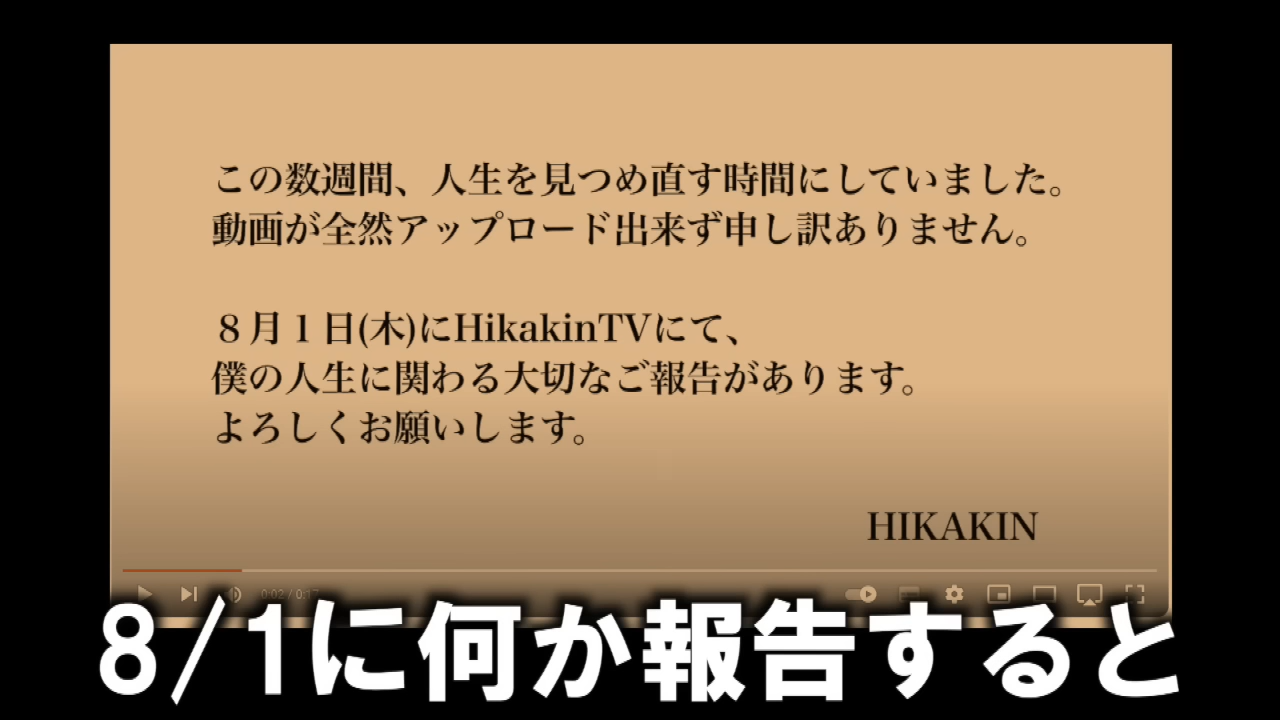 この数週間、人生を見つめ直す時間にしていました。
動画が全然アップロード出来ず申し訳ありません。
８月１日(木)にHikakinTVにて、
僕の人生に関わる大切なご報告があります。
よろしくお願いします。
HIKAKIN
8/1に何か報告すると